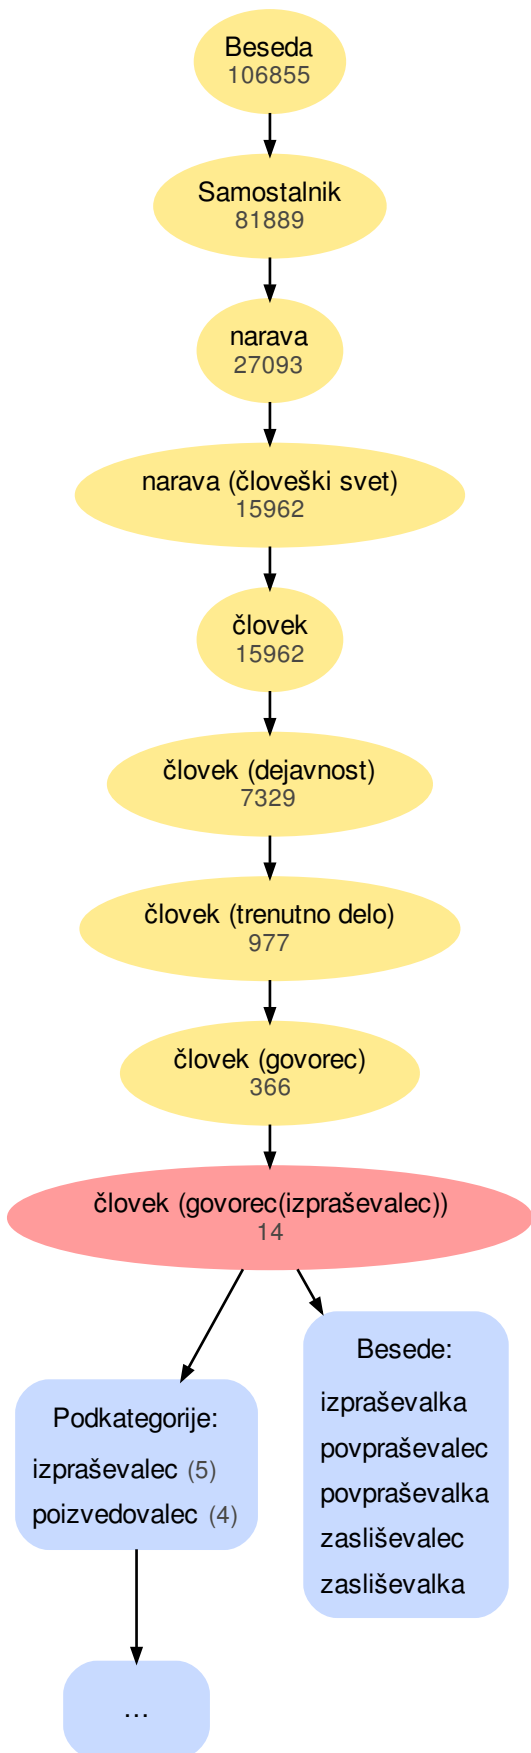 Beseda
106855
Samostalnik
81889
narava
27093
narava (človeški svet)
15962
človek
15962
človek (dejavnost)
7329
človek (trenutno delo)
977
človek (govorec)
366
človek (govorec(izpraševalec))
14
Podkategorije:
izpraševalec (5)
poizvedovalec (4)
...
Besede:
izpraševalka
povpraševalec
povpraševalka
zasliševalec
zasliševalka